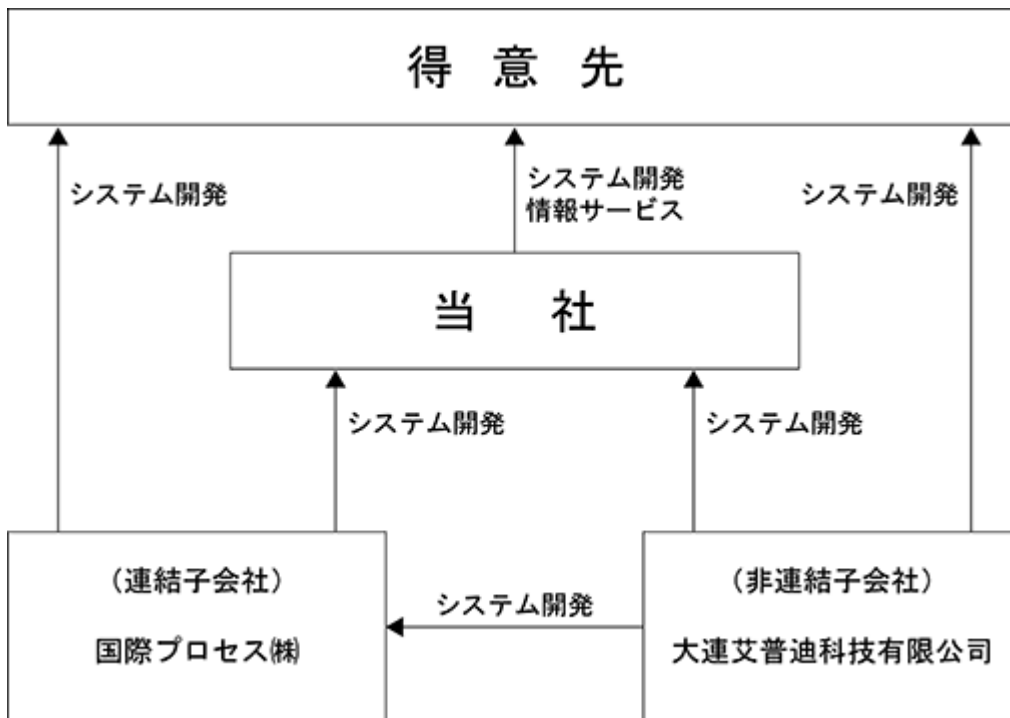 得意先
システム開発
システム開発
情報サービス
システム開発
当社
システム開発
システム開発
（連結子会社）
国際プロセス㈱
システム開発
（非連結子会社）
大連艾普迪科技有限公司